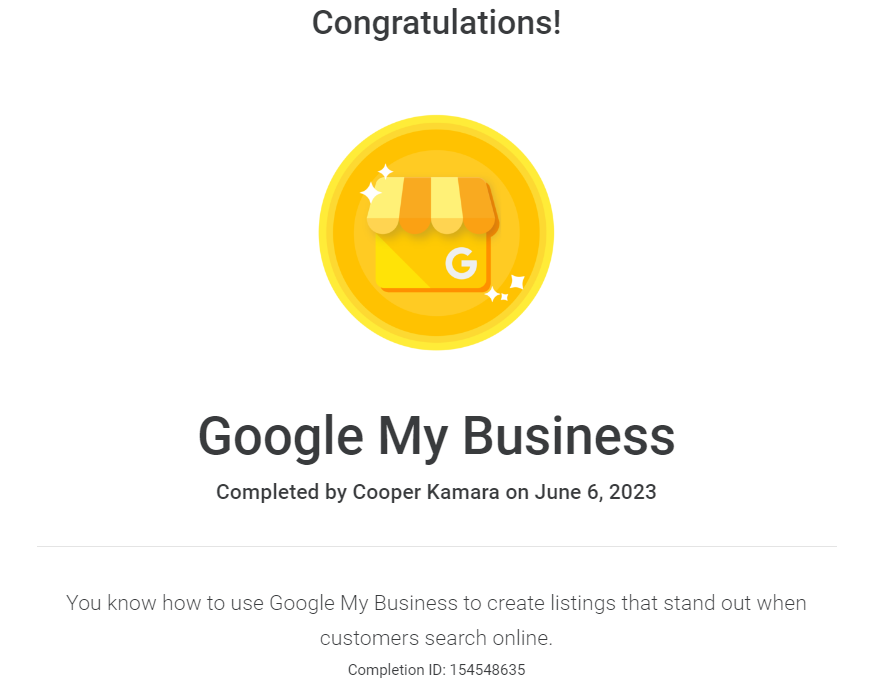 Congratulations!
G
Google My Business
Completed by Cooper Kamara on June 6, 2023
You know how to use Google My Business to create listings that stand out when
customers search online.
Completion ID: 154548635